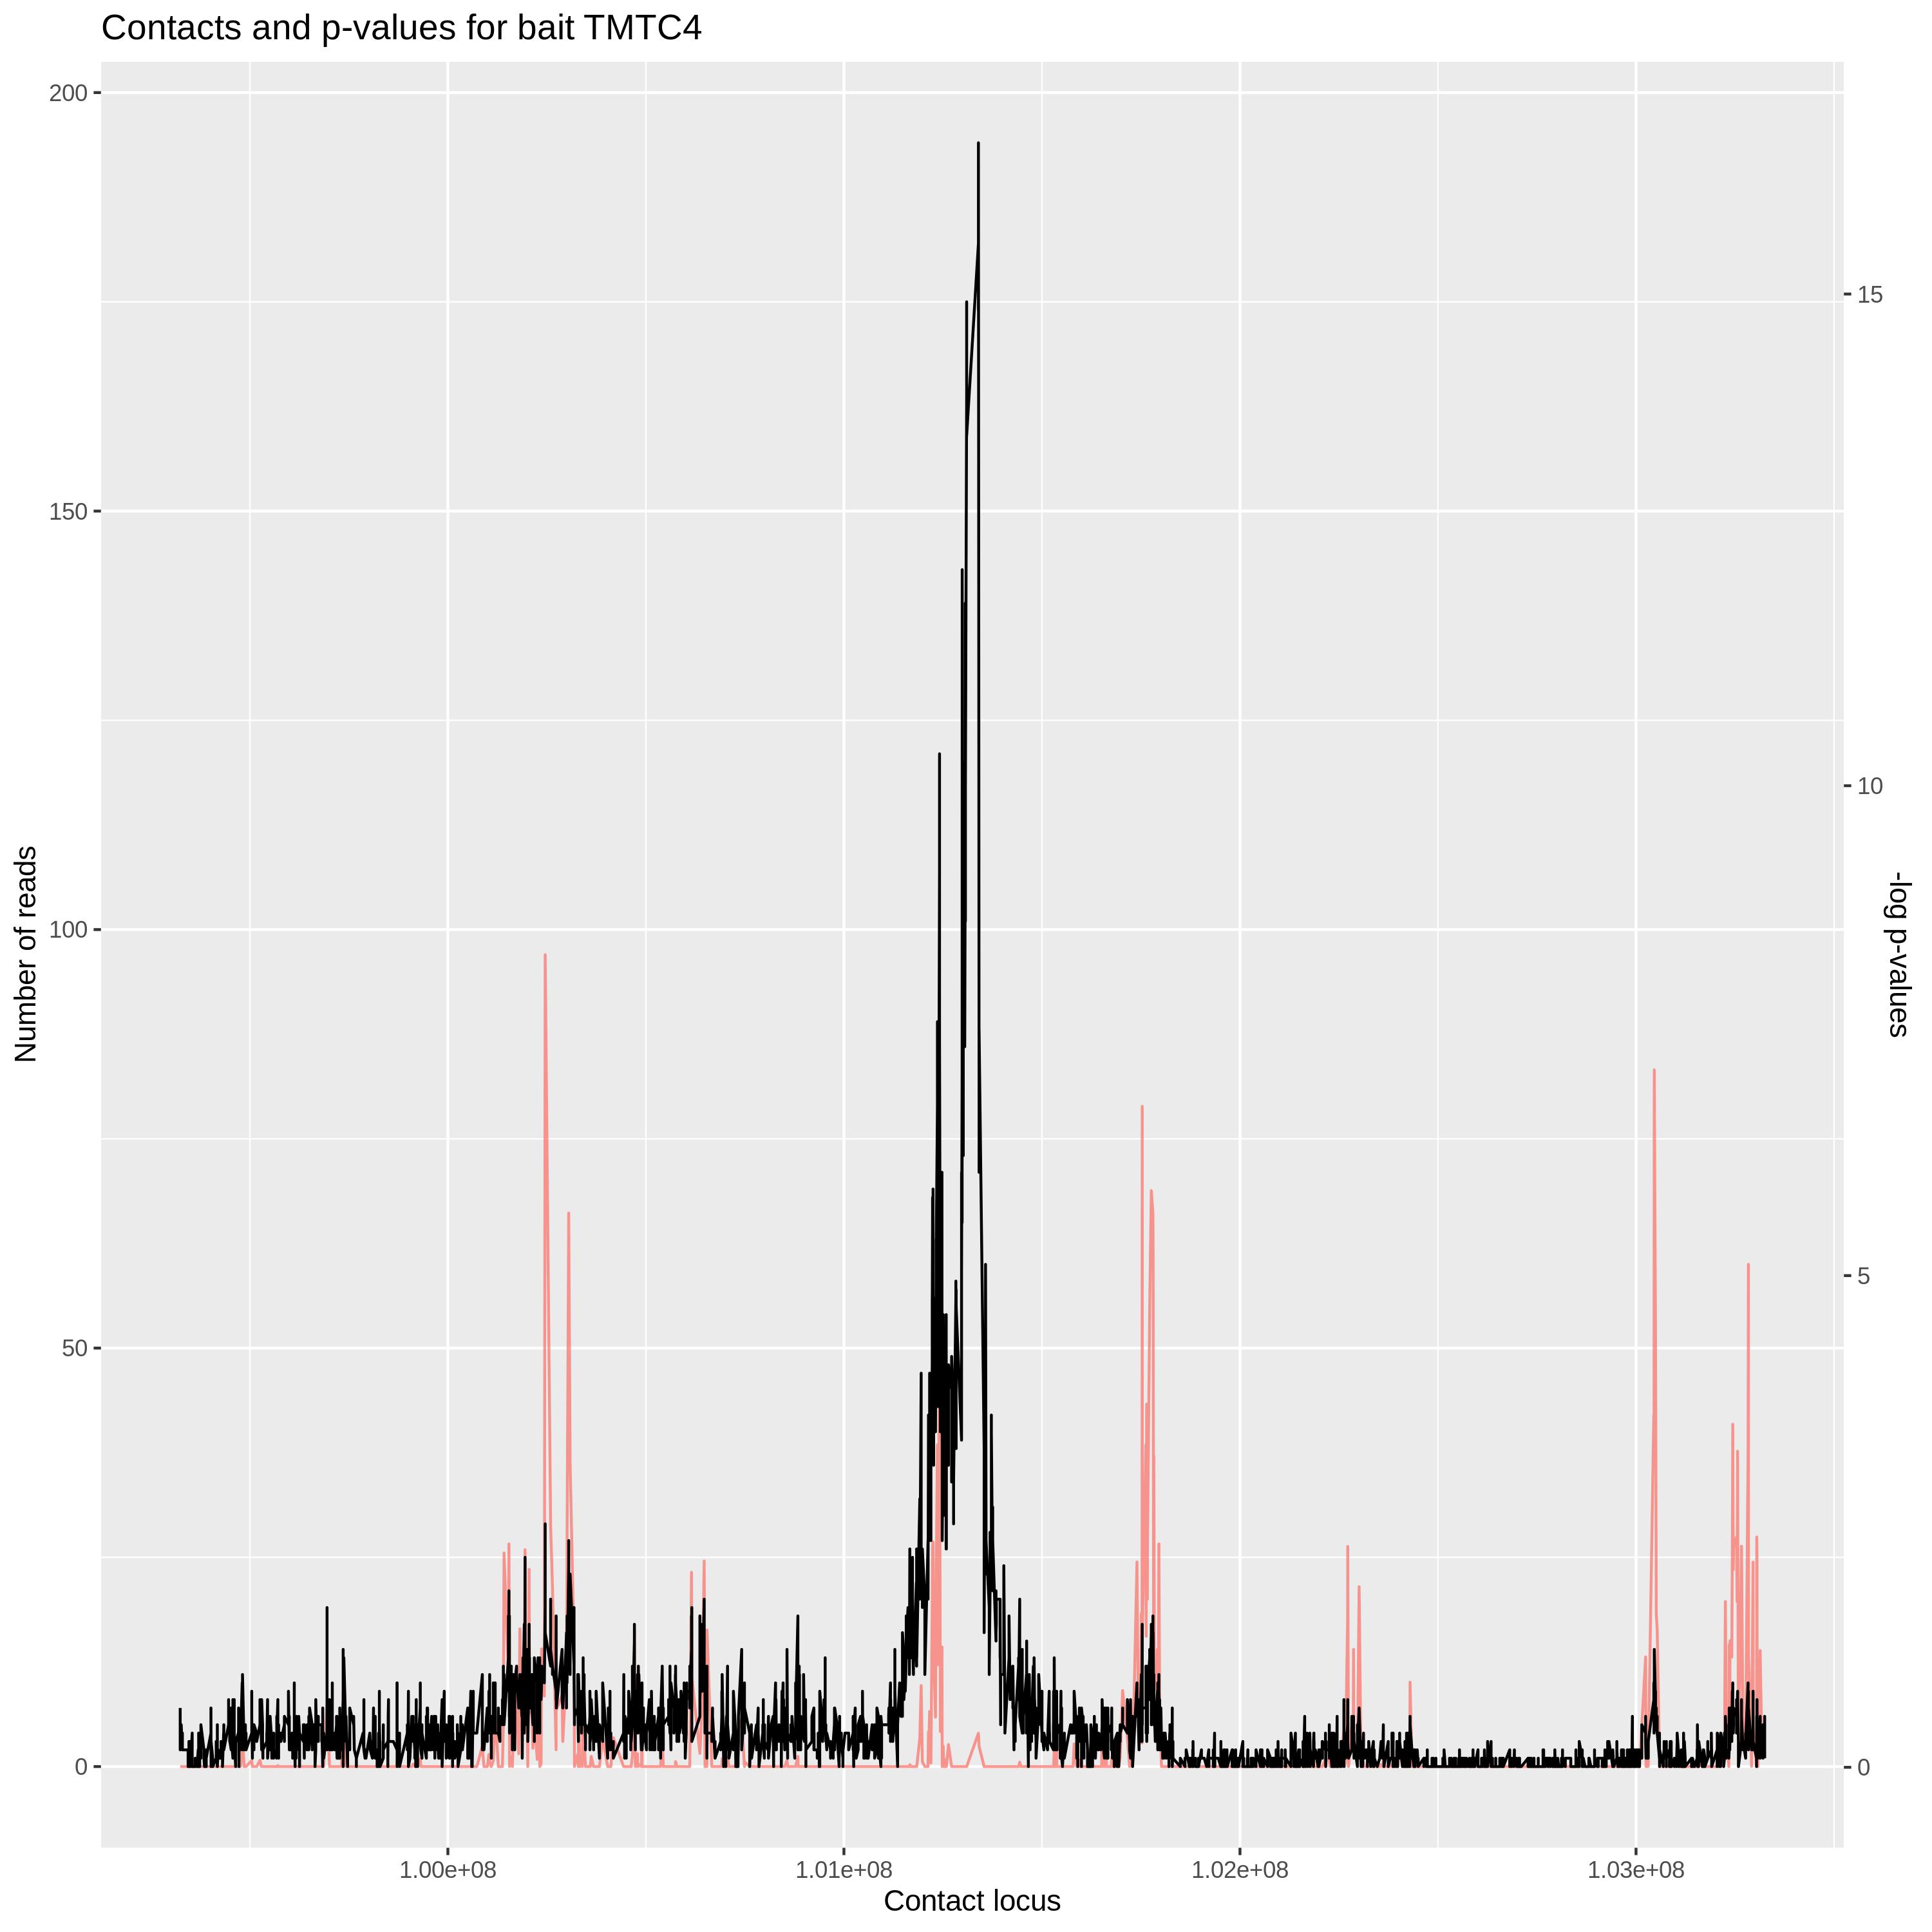 Contacts and p-values for bait TMTC4
200
150
100
50
0
Number of reads
15
10
5
0
-log p-values
1.00e+08 1.01e+08 1.02e+08 1.03e+08
Contact locus